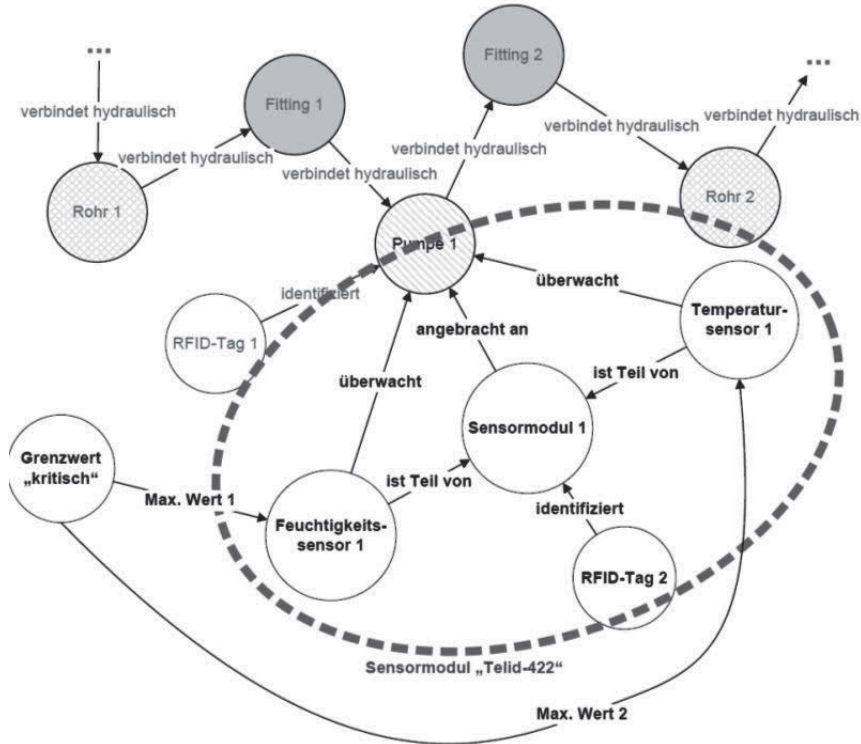 ...
Fitting 2
...
Fitting 1
verbindet hydraulisch
verbindet hydraulisch
verbindet hydraulisch
verbindet hydraulisch
verbindet hydraulisch
verbindet hydraulisch
Rohr 1
Rohr 2
Pumpe 1
überwacht
identifiziert
Temperatur-
sensor 1
angebracht an
RFID-Tag 1
überwacht
ist Teil von
Sensormodul 1
Grenzwert
„kritisch“
ist Teil von
Max. Wert 1
identifiziert
Feuchtigkeits-
sensor 1
RFID-Tag 2
Sensormodul „Telid-422“
Max. Wert 2